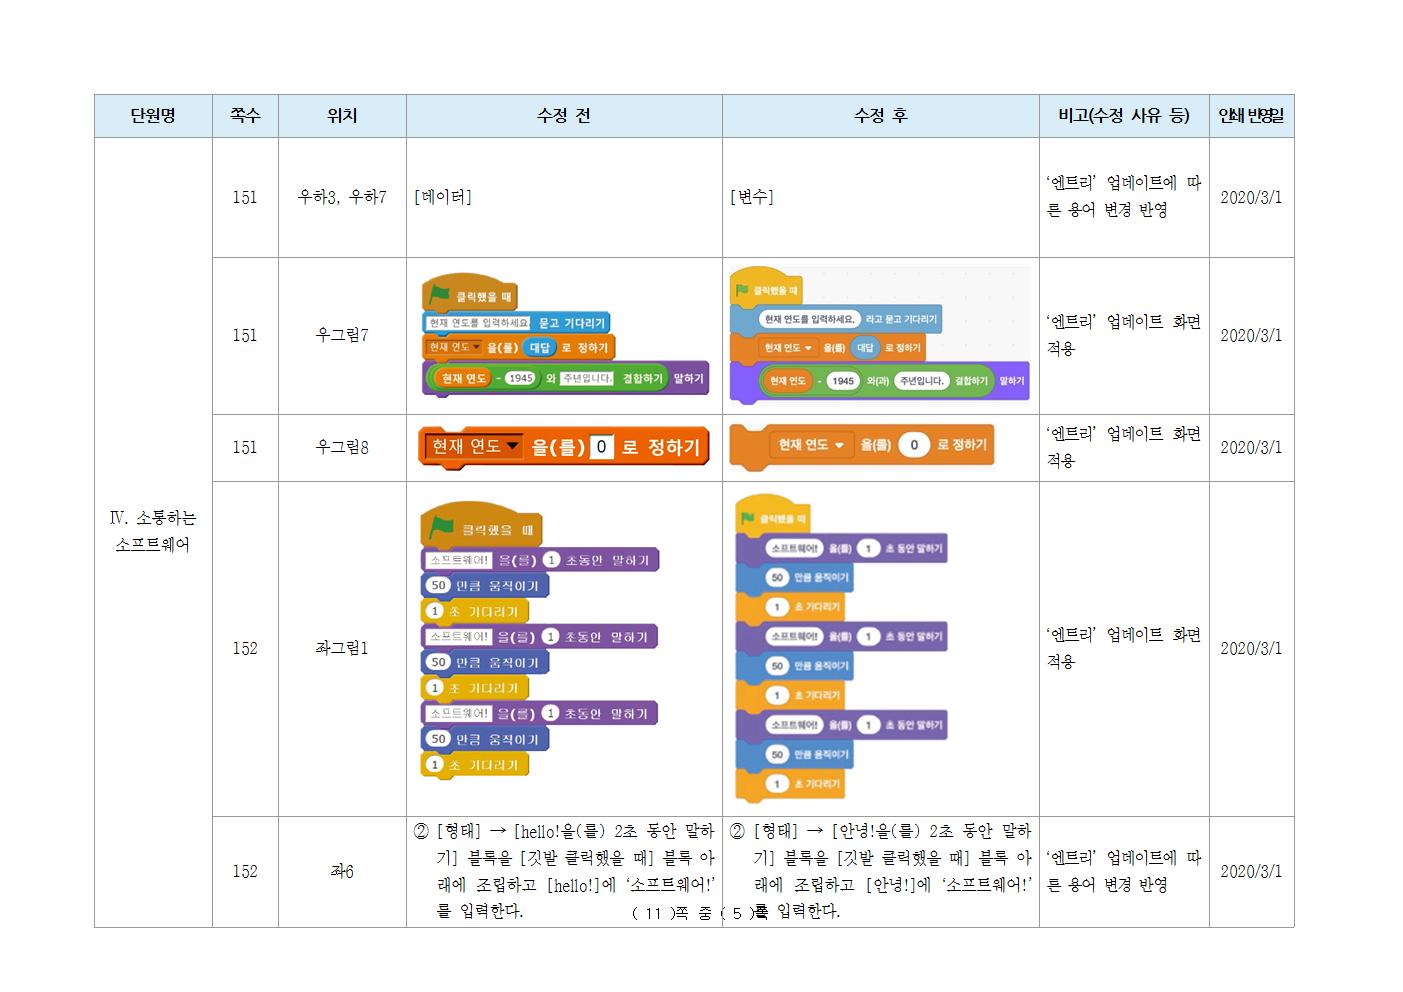 단원명 쪽수 위치 수정 전 수정 후 비고(수정 사유 등) 인쇄 반영일
Ⅳ. 소통하는
소프트웨어
151 우하3, 우하7 [데이터] [변수]
‘엔트리’ 업데이트에 따
른 용어 변경 반영
2020/3/1
151 우그림7
클릭했을 때
현재 연도를 입력하세요. 묻고 기다리기
현재 연도 을(를) 대답 로 정하기
현재 연도 - 1945 와 주년입니다. 결합하기 말하기
클릭했을 때
현재 연도를 입력하세요. 라고 묻고 기다리기
현재 연도 을(를) 대답 로 정하기
현재 연도 - 1945 와(과) 주년입니다. 결합하기 말하기
‘엔트리’ 업데이트 화면
적용
2020/3/1
151 우그림8
현재 연도 을(를) 0 로 정하기
현재 연도 을(를) 0 로 정하기
‘엔트리’ 업데이트 화면
적용
2020/3/1
152 좌그림1
클릭했을 때
소프트웨어! 을(를) 1 초동안 말하기
50 만큼 움직이기
1 초 기다리기
소프트웨어! 을(를) 1 초동안 말하기
50 만큼 움직이기
1 초 기다리기
소프트웨어! 을(를) 1 초동안 말하기
50 만큼 움직이기
1 초 기다리기
클릭했을 때
소프트웨어! 을(를) 1 초 동안 말하기
50 만큼 움직이기
1 초 기다리기
소프트웨어! 을(를) 1 초 동안 말하기
50 만큼 움직이기
1 초 기다리기
소프트웨어! 을(를) 1 초 동안 말하기
50 만큼 움직이기
1 초 기다리기
‘엔트리’ 업데이트 화면
적용
2020/3/1
152 좌6
② [형태] → [hello!을(를) 2초 동안 말하
기] 블록을 [깃발 클릭했을 때] 블록 아
래에 조립하고 [hello!]에 ‘소프트웨어!’
를 입력한다.
② [형태] → [안녕!을(를) 2초 동안 말하
기] 블록을 [깃발 클릭했을 때] 블록 아
래에 조립하고 [안녕!]에 ‘소프트웨어!’
를 입력한다.
‘엔트리’ 업데이트에 따
른 용어 변경 반영
2020/3/1
( 11 )쪽 중 ( 5 )쪽